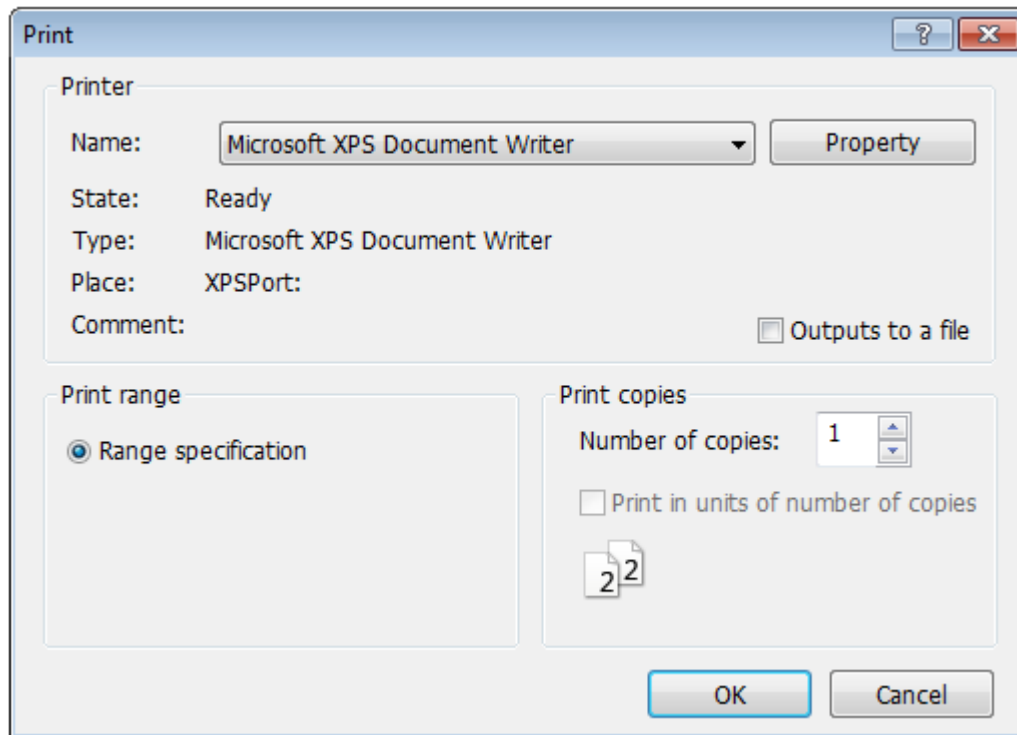 Print
Printer
Name: Microsoft XPS Document Writer Property
State: Ready
Type: Microsoft XPS Document Writer
Place: XPSPort:
Comment:
Outputs to a file
Print range
Range specification
Print copies
Number of copies: 1
Print in units of number of copies
2 2
OK Cancel